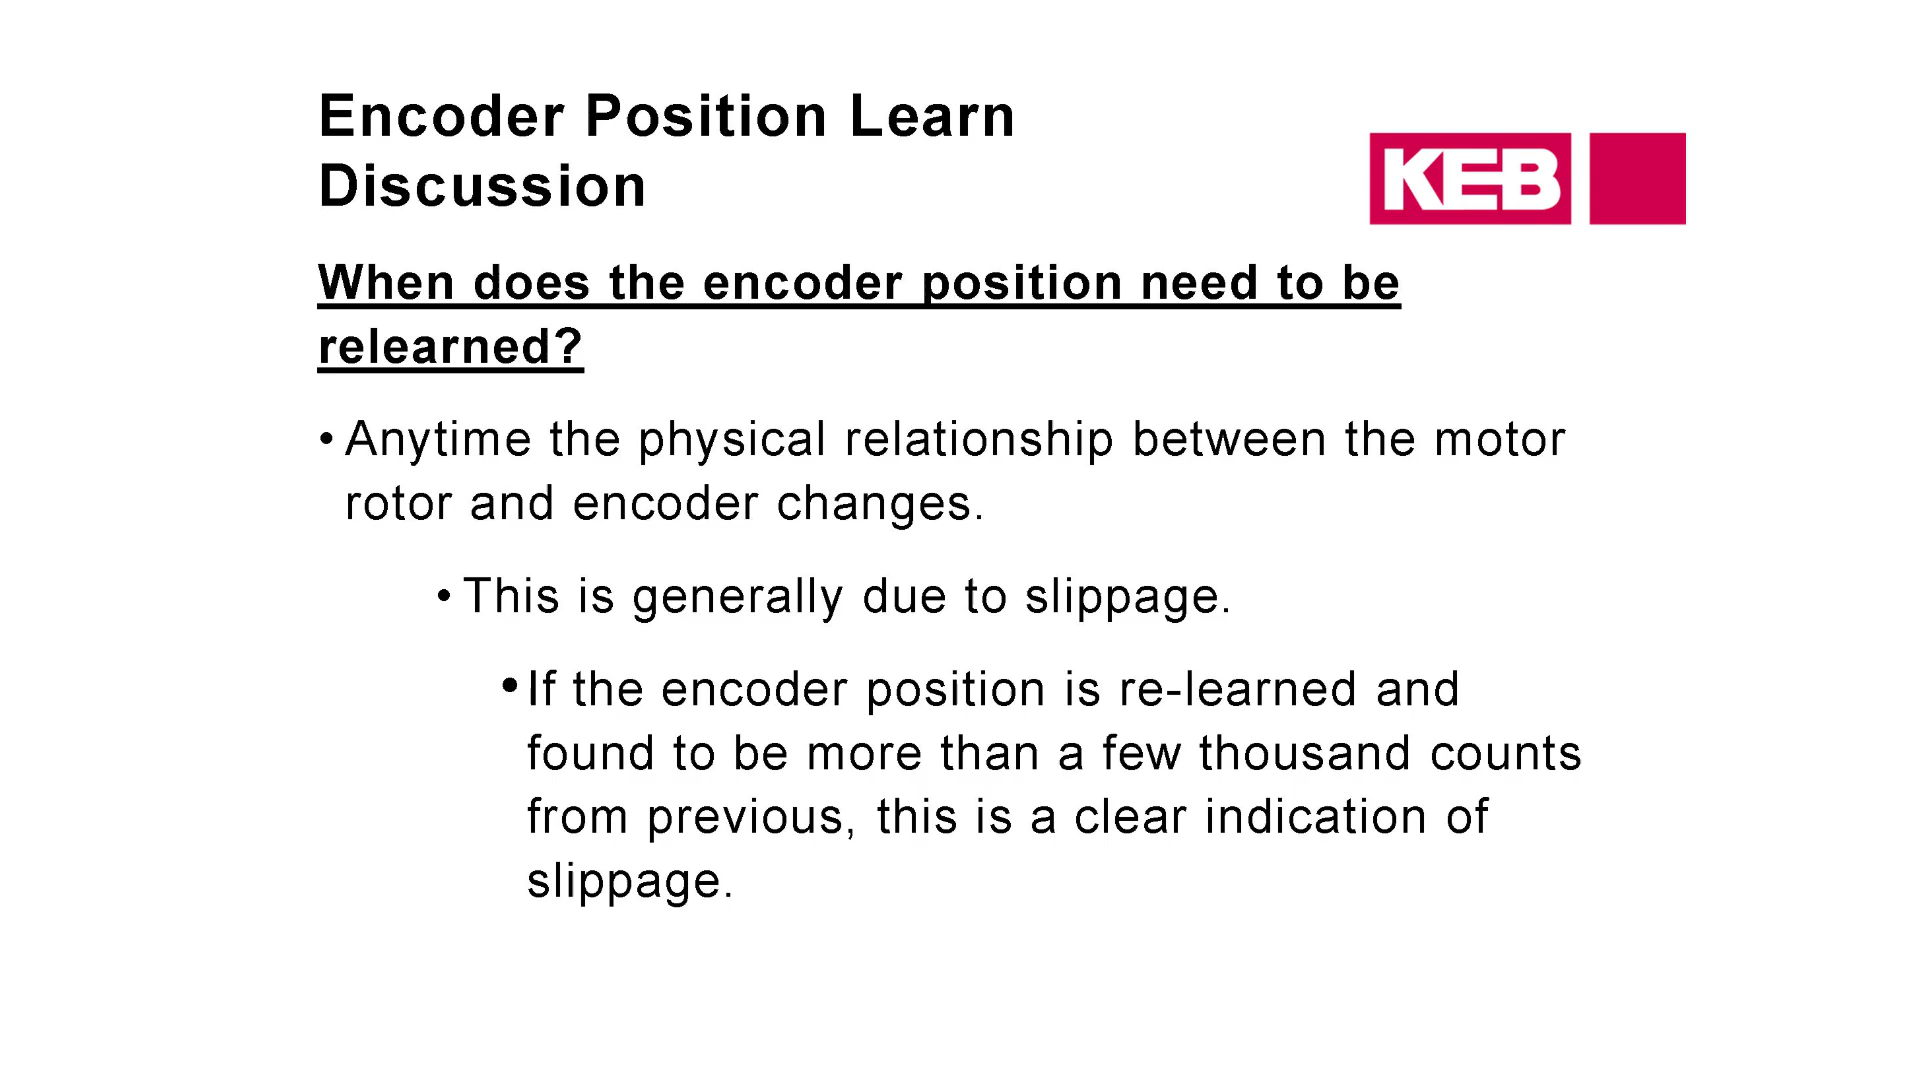 Encoder Position Learn
Discussion
KEB
When does the encoder position need to be
relearned?
• Anytime the physical relationship between the motor
rotor and encoder changes.
• This is generally due to slippage.
• If the encoder position is re-learned and
found to be more than a few thousand counts
from previous, this is a clear indication of
slippage.